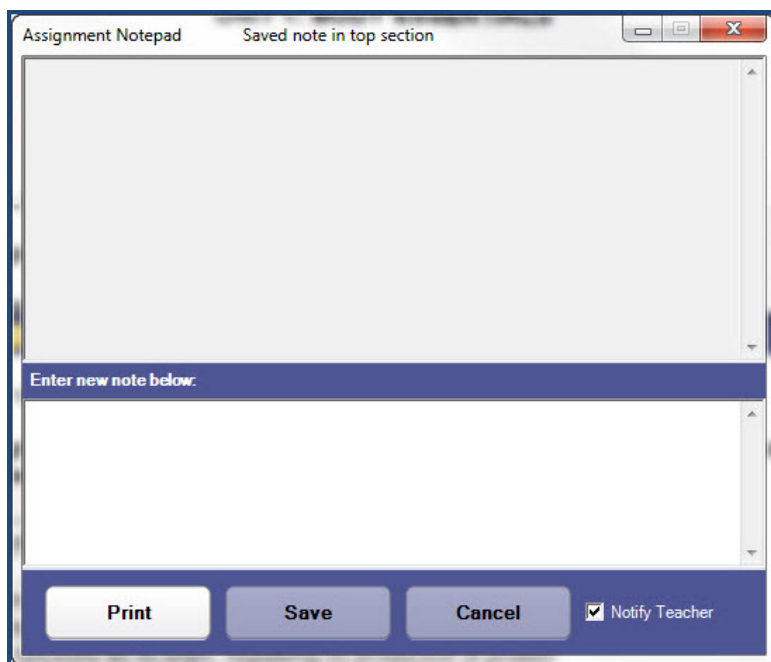 Assignment Notepad Saved note in top section
Enter new note below:
Print Save Cancel Notify Teacher